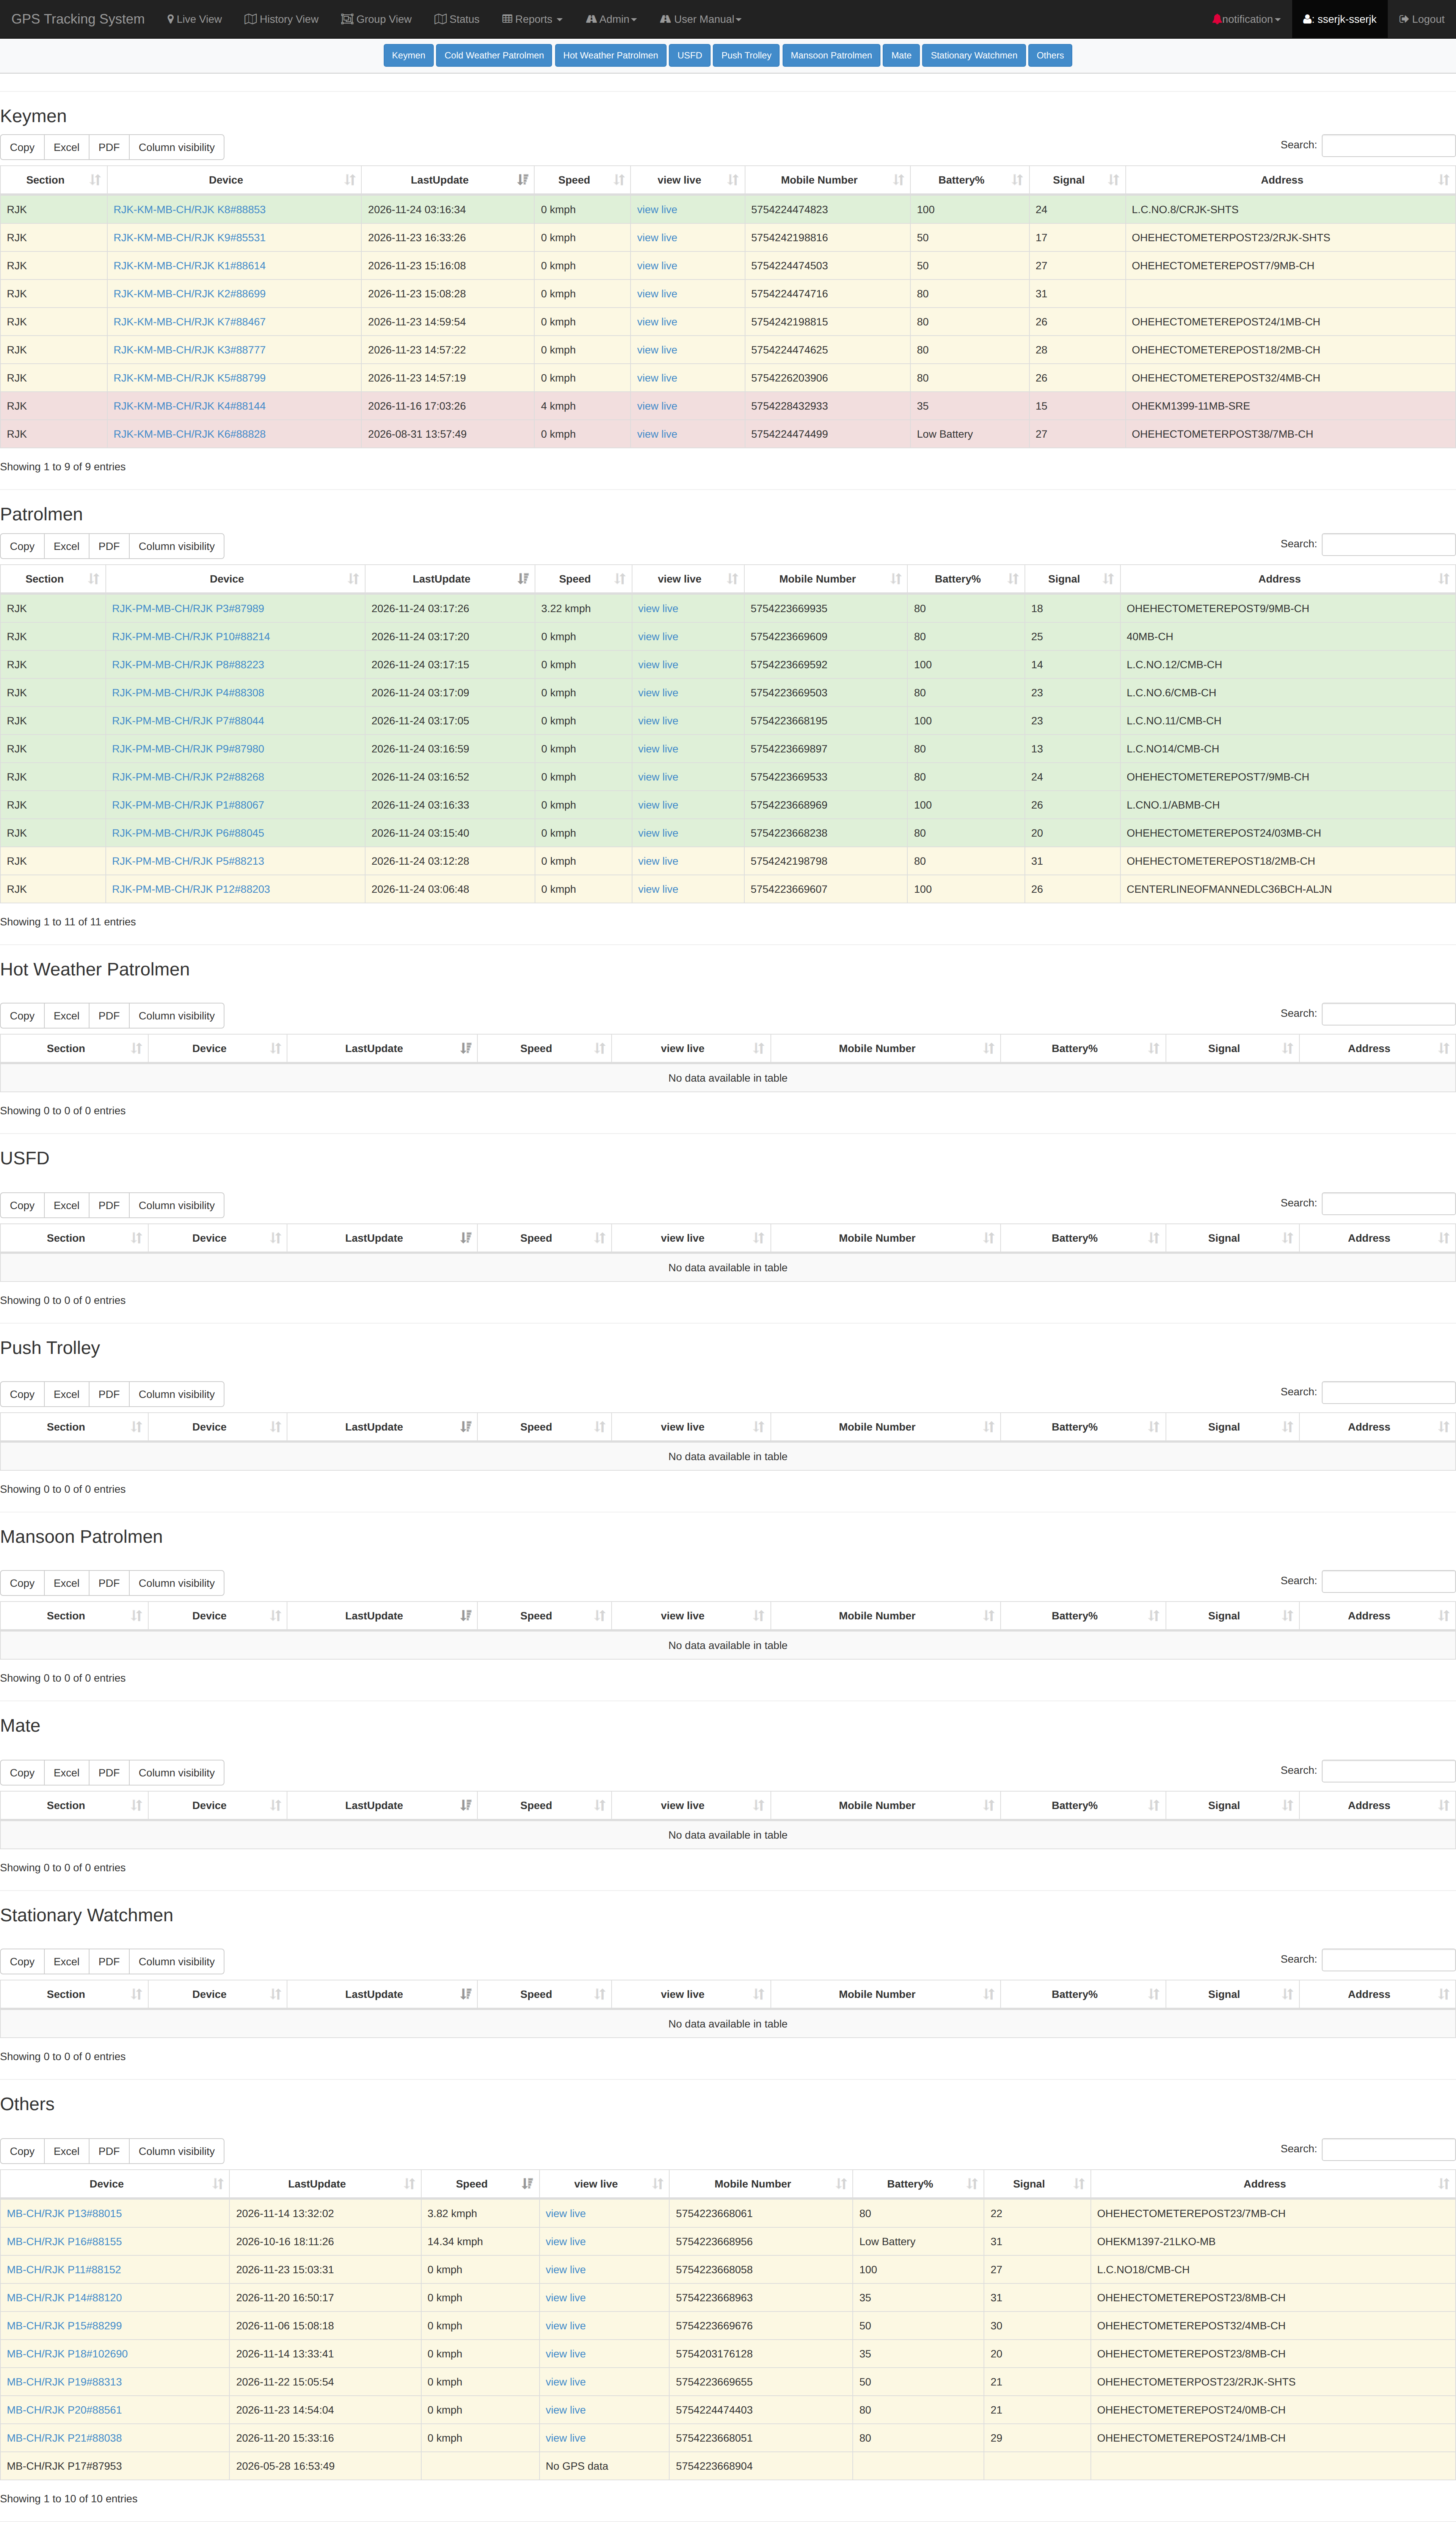 GPS Tracking System Live View History View Group View Status Reports Admin User Manual notification : sserjk-sserjk Logout
Keymen Cold Weather Patrolmen Hot Weather Patrolmen USFD Push Trolley Mansoon Patrolmen Mate Stationary Watchmen Others
Keymen
Copy Excel PDF Column visibility Search:
Section Device LastUpdate Speed view live Mobile Number Battery% Signal Address
RJK RJK-KM-MB-CH/RJK K8#88853 2026-11-24 03:16:34 0 kmph view live 5754224474823 100 24 L.C.NO.8/CRJK-SHTS
RJK RJK-KM-MB-CH/RJK K9#85531 2026-11-23 16:33:26 0 kmph view live 5754242198816 50 17 OHEHECTOMETERPOST23/2RJK-SHTS
RJK RJK-KM-MB-CH/RJK K1#88614 2026-11-23 15:16:08 0 kmph view live 5754224474503 50 27 OHEHECTOMETEREPOST7/9MB-CH
RJK RJK-KM-MB-CH/RJK K2#88699 2026-11-23 15:08:28 0 kmph view live 5754224474716 80 31
RJK RJK-KM-MB-CH/RJK K7#88467 2026-11-23 14:59:54 0 kmph view live 5754242198815 80 26 OHEHECTOMETEREPOST24/1MB-CH
RJK RJK-KM-MB-CH/RJK K3#88777 2026-11-23 14:57:22 0 kmph view live 5754224474625 80 28 OHEHECTOMETEREPOST18/2MB-CH
RJK RJK-KM-MB-CH/RJK K5#88799 2026-11-23 14:57:19 0 kmph view live 5754226203906 80 26 OHEHECTOMETEREPOST32/4MB-CH
RJK RJK-KM-MB-CH/RJK K4#88144 2026-11-16 17:03:26 4 kmph view live 5754228432933 35 15 OHEKM1399-11MB-SRE
RJK RJK-KM-MB-CH/RJK K6#88828 2026-08-31 13:57:49 0 kmph view live 5754224474499 Low Battery 27 OHEHECTOMETERPOST38/7MB-CH
Showing 1 to 9 of 9 entries
Patrolmen
Copy Excel PDF Column visibility Search:
Section Device LastUpdate Speed view live Mobile Number Battery% Signal Address
RJK RJK-PM-MB-CH/RJK P3#87989 2026-11-24 03:17:26 3.22 kmph view live 5754223669935 80 18 OHEHECTOMETEREPOST9/9MB-CH
RJK RJK-PM-MB-CH/RJK P10#88214 2026-11-24 03:17:20 0 kmph view live 5754223669609 80 25 40MB-CH
RJK RJK-PM-MB-CH/RJK P8#88223 2026-11-24 03:17:15 0 kmph view live 5754223669592 100 14 L.C.NO.12/CMB-CH
RJK RJK-PM-MB-CH/RJK P4#88308 2026-11-24 03:17:09 0 kmph view live 5754223669503 80 23 L.C.NO.6/CMB-CH
RJK RJK-PM-MB-CH/RJK P7#88044 2026-11-24 03:17:05 0 kmph view live 5754223668195 100 23 L.C.NO.11/CMB-CH
RJK RJK-PM-MB-CH/RJK P9#87980 2026-11-24 03:16:59 0 kmph view live 5754223669897 80 13 L.C.NO14/CMB-CH
RJK RJK-PM-MB-CH/RJK P2#88268 2026-11-24 03:16:52 0 kmph view live 5754223669533 80 24 OHEHECTOMETEREPOST7/9MB-CH
RJK RJK-PM-MB-CH/RJK P1#88067 2026-11-24 03:16:33 0 kmph view live 5754223668969 100 26 L.CNO.1/ABMB-CH
RJK RJK-PM-MB-CH/RJK P6#88045 2026-11-24 03:15:40 0 kmph view live 5754223668238 80 20 OHEHECTOMETEREPOST24/03MB-CH
RJK RJK-PM-MB-CH/RJK P5#88213 2026-11-24 03:12:28 0 kmph view live 5754242198798 80 31 OHEHECTOMETEREPOST18/2MB-CH
RJK RJK-PM-MB-CH/RJK P12#88203 2026-11-24 03:06:48 0 kmph view live 5754223669607 100 26 CENTERLINEOFMANNEDLC36BCH-ALJN
Showing 1 to 11 of 11 entries
Hot Weather Patrolmen
Copy Excel PDF Column visibility Search:
Section Device LastUpdate Speed view live Mobile Number Battery% Signal Address
No data available in table
Showing 0 to 0 of 0 entries
USFD
Copy Excel PDF Column visibility Search:
Section Device LastUpdate Speed view live Mobile Number Battery% Signal Address
No data available in table
Showing 0 to 0 of 0 entries
Push Trolley
Copy Excel PDF Column visibility Search:
Section Device LastUpdate Speed view live Mobile Number Battery% Signal Address
No data available in table
Showing 0 to 0 of 0 entries
Mansoon Patrolmen
Copy Excel PDF Column visibility Search:
Section Device LastUpdate Speed view live Mobile Number Battery% Signal Address
No data available in table
Showing 0 to 0 of 0 entries
Mate
Copy Excel PDF Column visibility Search:
Section Device LastUpdate Speed view live Mobile Number Battery% Signal Address
No data available in table
Showing 0 to 0 of 0 entries
Stationary Watchmen
Copy Excel PDF Column visibility Search:
Section Device LastUpdate Speed view live Mobile Number Battery% Signal Address
No data available in table
Showing 0 to 0 of 0 entries
Others
Copy Excel PDF Column visibility Search:
Device LastUpdate Speed view live Mobile Number Battery% Signal Address
MB-CH/RJK P13#88015 2026-11-14 13:32:02 3.82 kmph view live 5754223668061 80 22 OHEHECTOMETEREPOST23/7MB-CH
MB-CH/RJK P16#88155 2026-10-16 18:11:26 14.34 kmph view live 5754223668956 Low Battery 31 OHEKM1397-21LKO-MB
MB-CH/RJK P11#88152 2026-11-23 15:03:31 0 kmph view live 5754223668058 100 27 L.C.NO18/CMB-CH
MB-CH/RJK P14#88120 2026-11-20 16:50:17 0 kmph view live 5754223668963 35 31 OHEHECTOMETEREPOST23/8MB-CH
MB-CH/RJK P15#88299 2026-11-06 15:08:18 0 kmph view live 5754223669676 50 30 OHEHECTOMETEREPOST32/4MB-CH
MB-CH/RJK P18#102690 2026-11-14 13:33:41 0 kmph view live 5754203176128 35 20 OHEHECTOMETEREPOST23/8MB-CH
MB-CH/RJK P19#88313 2026-11-22 15:05:54 0 kmph view live 5754223669655 50 21 OHEHECTOMETERPOST23/2RJK-SHTS
MB-CH/RJK P20#88561 2026-11-23 14:54:04 0 kmph view live 5754224474403 80 21 OHEHECTOMETEREPOST24/0MB-CH
MB-CH/RJK P21#88038 2026-11-20 15:33:16 0 kmph view live 5754223668051 80 29 OHEHECTOMETEREPOST24/1MB-CH
MB-CH/RJK P17#87953 2026-05-28 16:53:49 No GPS data 5754223668904
Showing 1 to 10 of 10 entries